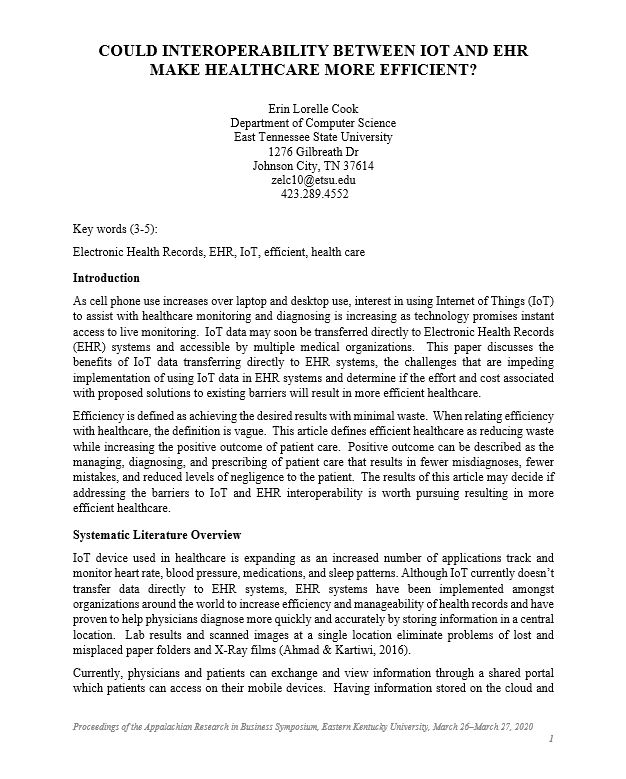 COULD INTEROPERABILITY BETWEEN IOT AND EHR
MAKE HEALTHCARE MORE EFFICIENT?
Erin Lorelle Cook
Department of Computer Science
East Tennessee State University
1276 Gilbreath Dr
Johnson City, TN 37614
zelc10@etsu.edu
423.289.4552
Key words (3-5):
Electronic Health Records, EHR, IoT, efficient, health care
Introduction
As cell phone use increases over laptop and desktop use, interest in using Internet of Things (IoT)
to assist with healthcare monitoring and diagnosing is increasing as technology promises instant
access to live monitoring. IoT data may soon be transferred directly to Electronic Health Records
(EHR) systems and accessible by multiple medical organizations. This paper discusses the
benefits of IoT data transferring directly to EHR systems, the challenges that are impeding
implementation of using IoT data in EHR systems and determine if the effort and cost associated
with proposed solutions to existing barriers will result in more efficient healthcare.
Efficiency is defined as achieving the desired results with minimal waste. When relating efficiency
with healthcare, the definition is vague. This article defines efficient healthcare as reducing waste
while increasing the positive outcome of patient care. Positive outcome can be described as the
managing, diagnosing, and prescribing of patient care that results in fewer misdiagnoses, fewer
mistakes, and reduced levels of negligence to the patient. The results of this article may decide if
addressing the barriers to IoT and EHR interoperability is worth pursuing resulting in more
efficient healthcare.
Systematic Literature Overview
IoT device used in healthcare is expanding as an increased number of applications track and
monitor heart rate, blood pressure, medications, and sleep patterns. Although IoT currently doesn't
transfer data directly to EHR systems, EHR systems have been implemented amongst
organizations around the world to increase efficiency and manageability of health records and have
proven to help physicians diagnose more quickly and accurately by storing information in a central
location. Lab results and scanned images at a single location eliminate problems of lost and
misplaced paper folders and X-Ray films (Ahmad & Kartiwi, 2016).
Currently, physicians and patients can exchange and view information through a shared portal
which patients can access on their mobile devices. Having information stored on the cloud and
Proceedings of the Appalachian Research in Business Symposium, Eastern Kentucky University, March 26–March 27, 2020
1